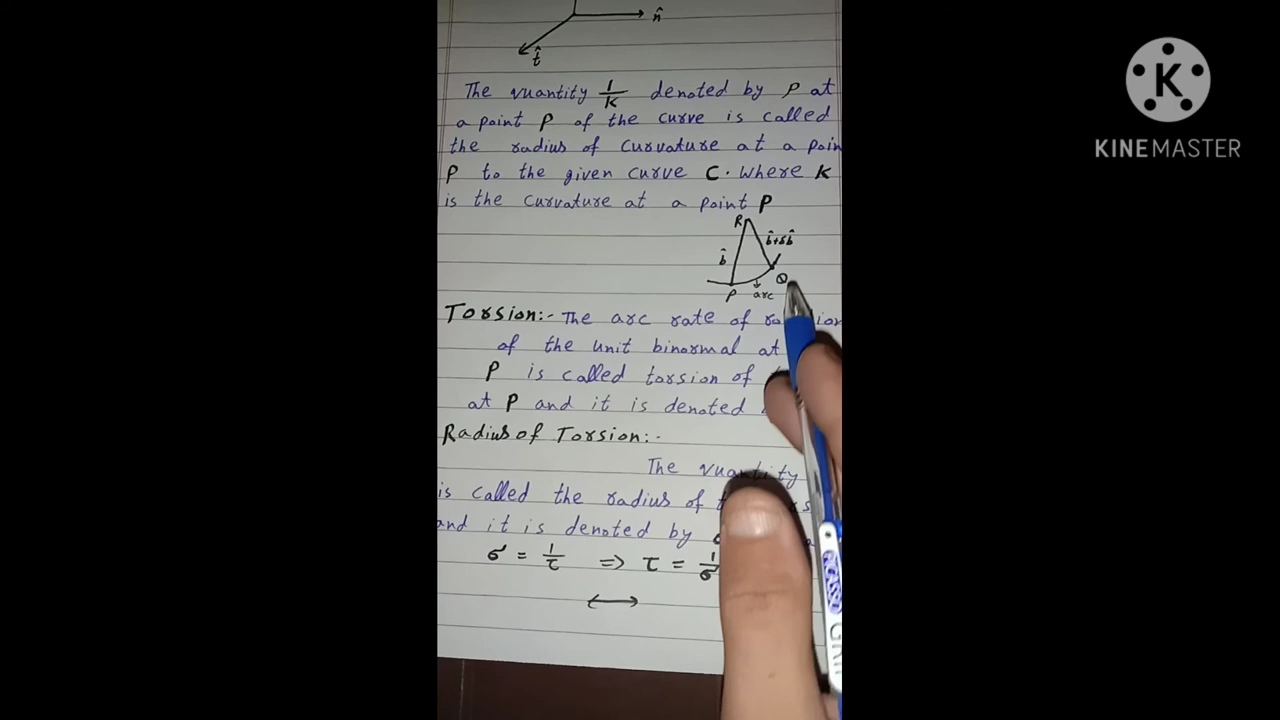 n̂
t̂
The quantity 1/K denoted by ρ at
a point P of the curve is called
the radius of curvature at a poin
P to the given curve C. where K
is the curvature at a point P
R
b̂ b̂+δb̂
P arc Q
Torsion:- The arc rate of
of the unit binormal at
P is called torsion of
at P and it is denoted
Radius of Torsion:-
The quantity
is called the radius of
and it is denoted by
σ = 1/τ ⇒ τ = 1/σ
K
KINEMASTER